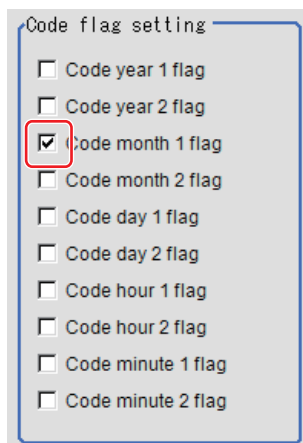 Code flag setting
Code year 1 flag
Code year 2 flag
Code month 1 flag
Code month 2 flag
Code day 1 flag
Code day 2 flag
Code hour 1 flag
Code hour 2 flag
Code minute 1 flag
Code minute 2 flag